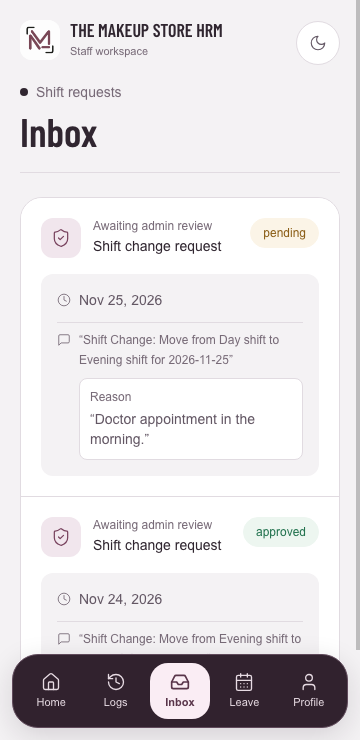 THE MAKEUP STORE HRM
Staff workspace
Shift requests
Inbox
Awaiting admin review
Shift change request
pending
Nov 25, 2026
“Shift Change: Move from Day shift to
Evening shift for 2026-11-25”
Reason
“Doctor appointment in the
morning.”
Awaiting admin review
Shift change request
approved
Nov 24, 2026
“Shift Change: Move from Evening shift to
Home
Logs
Inbox
Leave
Profile